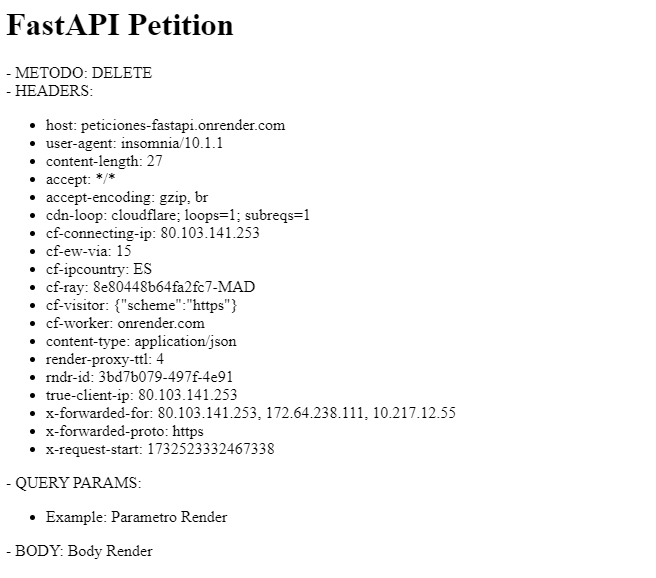 FastAPI Petition
- METODO: DELETE
- HEADERS:
• host: peticiones-fastapi.onrender.com
• user-agent: insomnia/10.1.1
• content-length: 27
• accept: */*
• accept-encoding: gzip, br
• cdn-loop: cloudflare; loops=1; subreqs=1
• cf-connecting-ip: 80.103.141.253
• cf-ew-via: 15
• cf-ipcountry: ES
• cf-ray: 8e80448b64fa2fc7-MAD
• cf-visitor: {"scheme":"https"}
• cf-worker: onrender.com
• content-type: application/json
• render-proxy-ttl: 4
• rndr-id: 3bd7b079-497f-4e91
• true-client-ip: 80.103.141.253
• x-forwarded-for: 80.103.141.253, 172.64.238.111, 10.217.12.55
• x-forwarded-proto: https
• x-request-start: 1732523332467338
- QUERY PARAMS:
• Example: Parametro Render
- BODY: Body Render